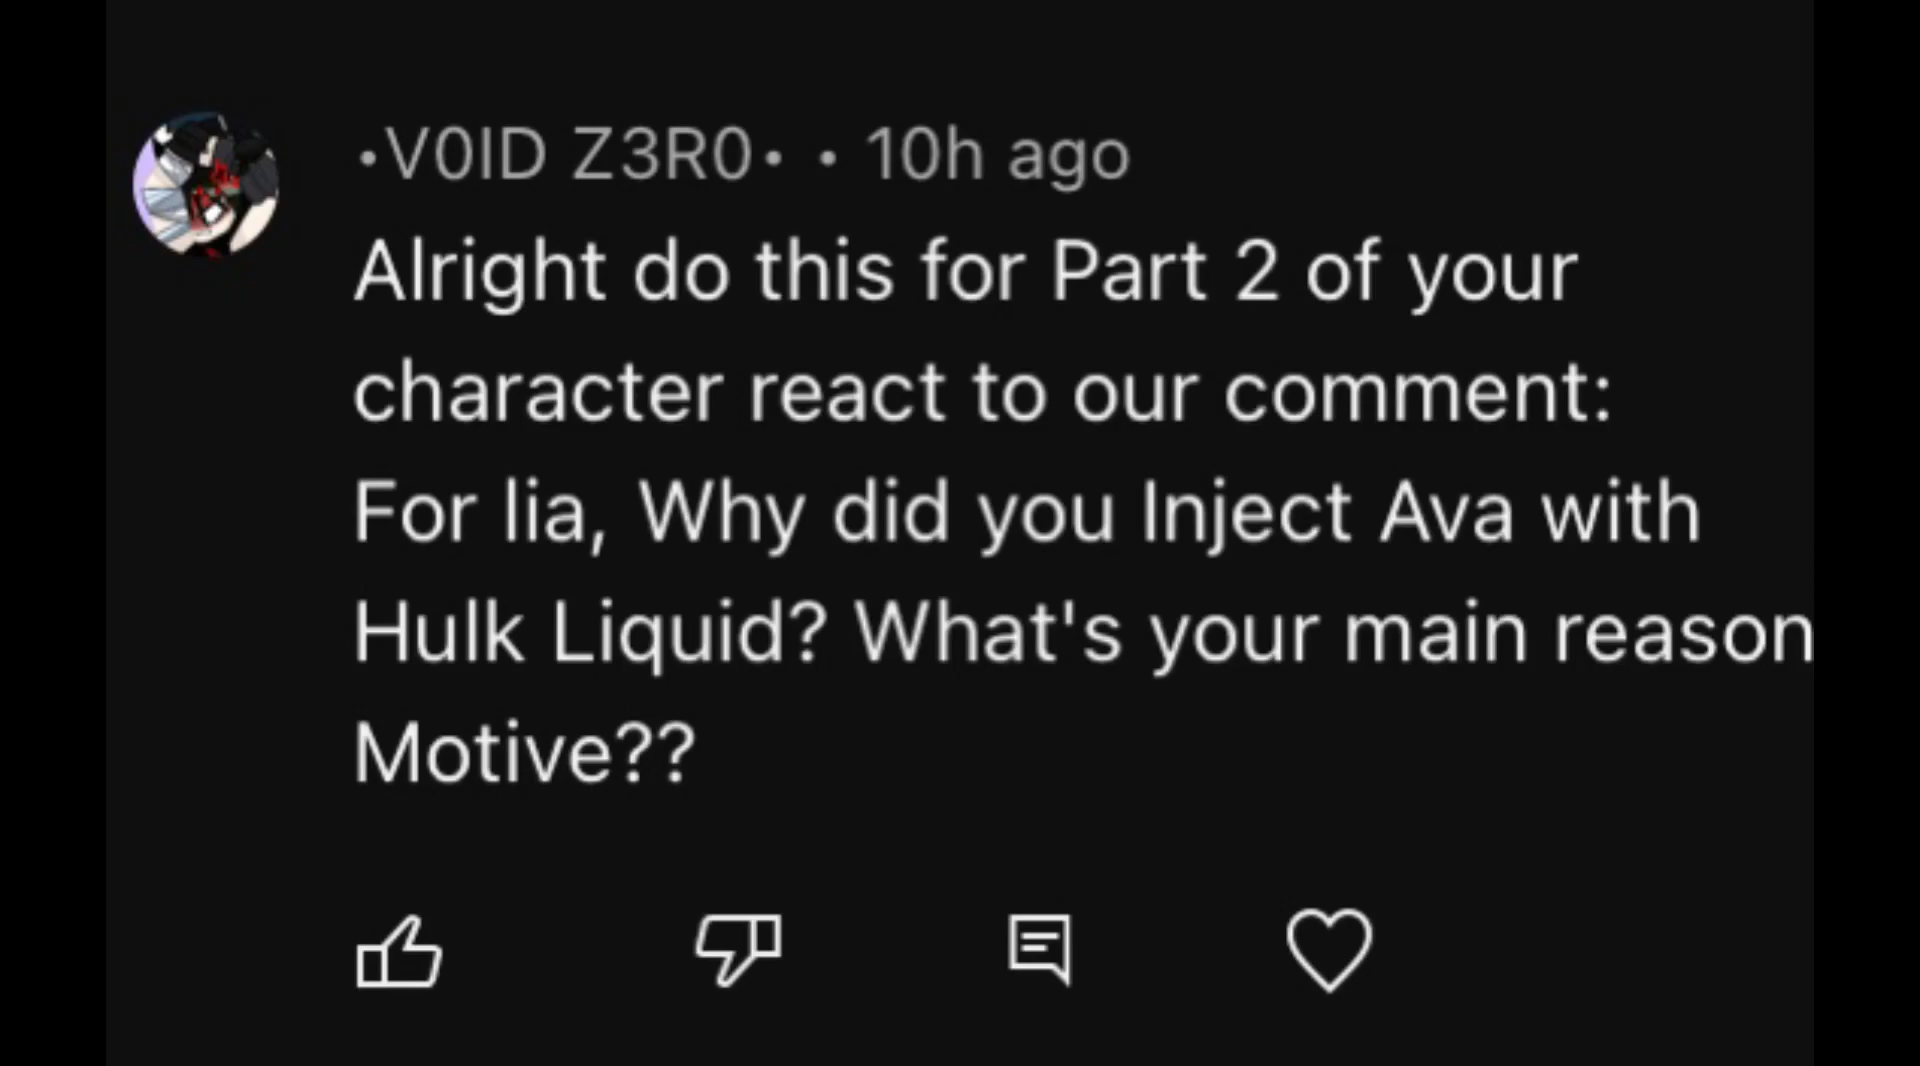 •V0ID Z3R0• • 10h ago
Alright do this for Part 2 of your
character react to our comment:
For lia, Why did you Inject Ava with
Hulk Liquid? What's your main reason
Motive??